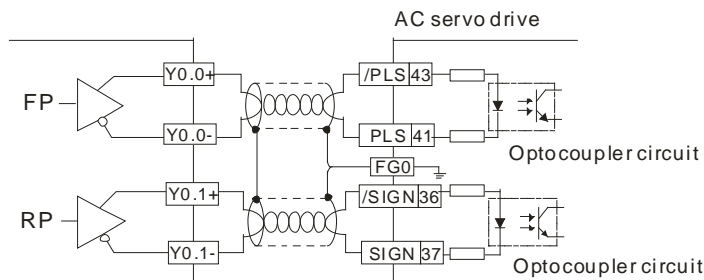 AC servo drive
Y0.0+
/PLS 43
FP
Y0.0-
PLS 41
Optocoupler circuit
FG0
Y0.1+
/SIGN 36
RP
Y0.1-
SIGN 37
Optocoupler circuit